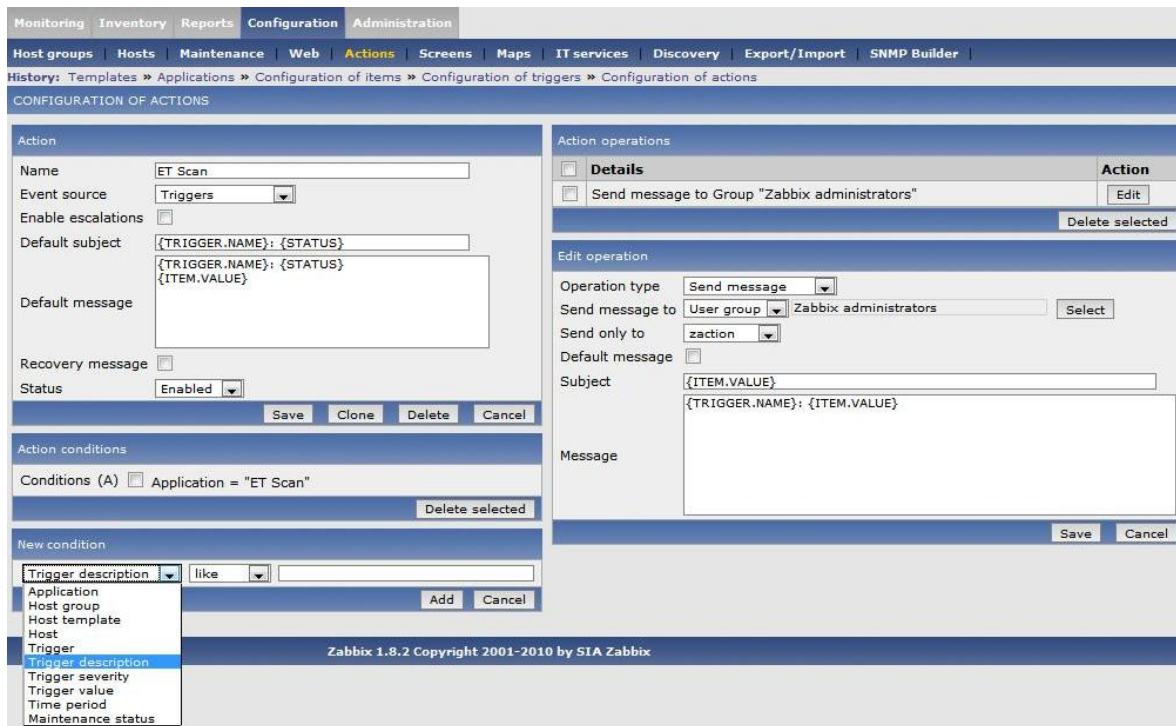 Monitoring Inventory Reports Configuration Administration
Host groups | Hosts | Maintenance | Web | Actions | Screens | Maps | IT services | Discovery | Export/Import | SNMP Builder |
History: Templates » Applications » Configuration of items » Configuration of triggers » Configuration of actions
CONFIGURATION OF ACTIONS
Action
Name ET Scan
Event source Triggers
Enable escalations
Default subject {TRIGGER.NAME}: {STATUS}
Default message
{TRIGGER.NAME}: {STATUS}
{ITEM.VALUE}
Recovery message
Status Enabled
Save Clone Delete Cancel
Action conditions
Conditions (A) Application = "ET Scan"
Delete selected
New condition
Trigger description like
Application
Host group
Host template
Host
Trigger
Trigger description
Trigger severity
Trigger value
Time period
Maintenance status
Add Cancel
Action operations
Details Action
Send message to Group "Zabbix administrators" Edit
Delete selected
Edit operation
Operation type Send message
Send message to User group Zabbix administrators Select
Send only to zaction
Default message
Subject {ITEM.VALUE}
Message {TRIGGER.NAME}: {ITEM.VALUE}
Save Cancel
Zabbix 1.8.2 Copyright 2001-2010 by SIA Zabbix